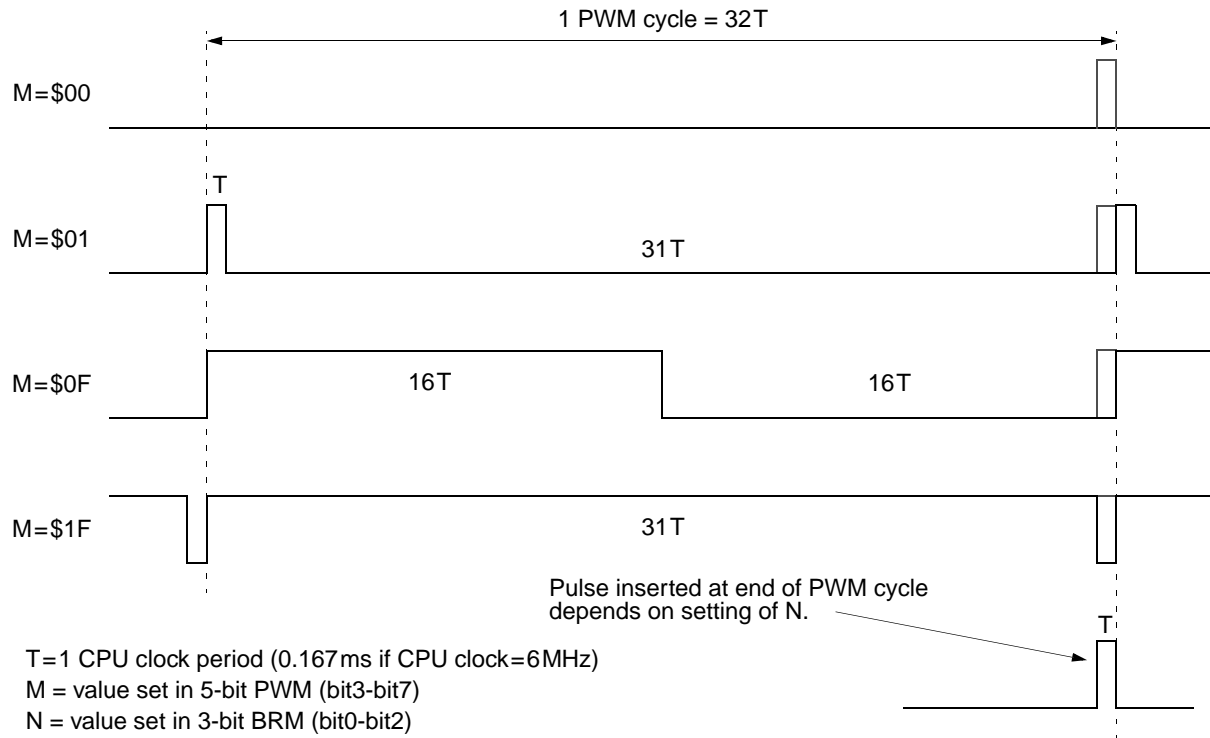 1 PWM cycle = 32T
M=$00
T
M=$01
31T
M=$0F
16T
16T
M=$1F
31T
Pulse inserted at end of PWM cycle
depends on setting of N.
T
T=1 CPU clock period (0.167ms if CPU clock=6MHz)
M = value set in 5-bit PWM (bit3-bit7)
N = value set in 3-bit BRM (bit0-bit2)